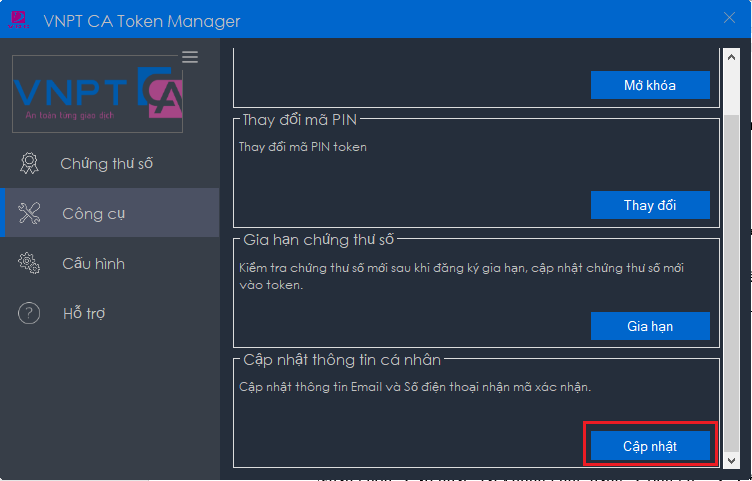 VNPT CA Token Manager
VNPT CA
An toàn từng giao dịch
Chứng thư số
Công cụ
Cấu hình
Hỗ trợ
Mở khóa
Thay đổi mã PIN
Thay đổi mã PIN token
Thay đổi
Gia hạn chứng thư số
Kiểm tra chứng thư số mới sau khi đăng ký gia hạn, cập nhật chứng thư số mới
vào token.
Gia hạn
Cập nhật thông tin cá nhân
Cập nhật thông tin Email và Số điện thoại nhận mã xác nhận.
Cập nhật